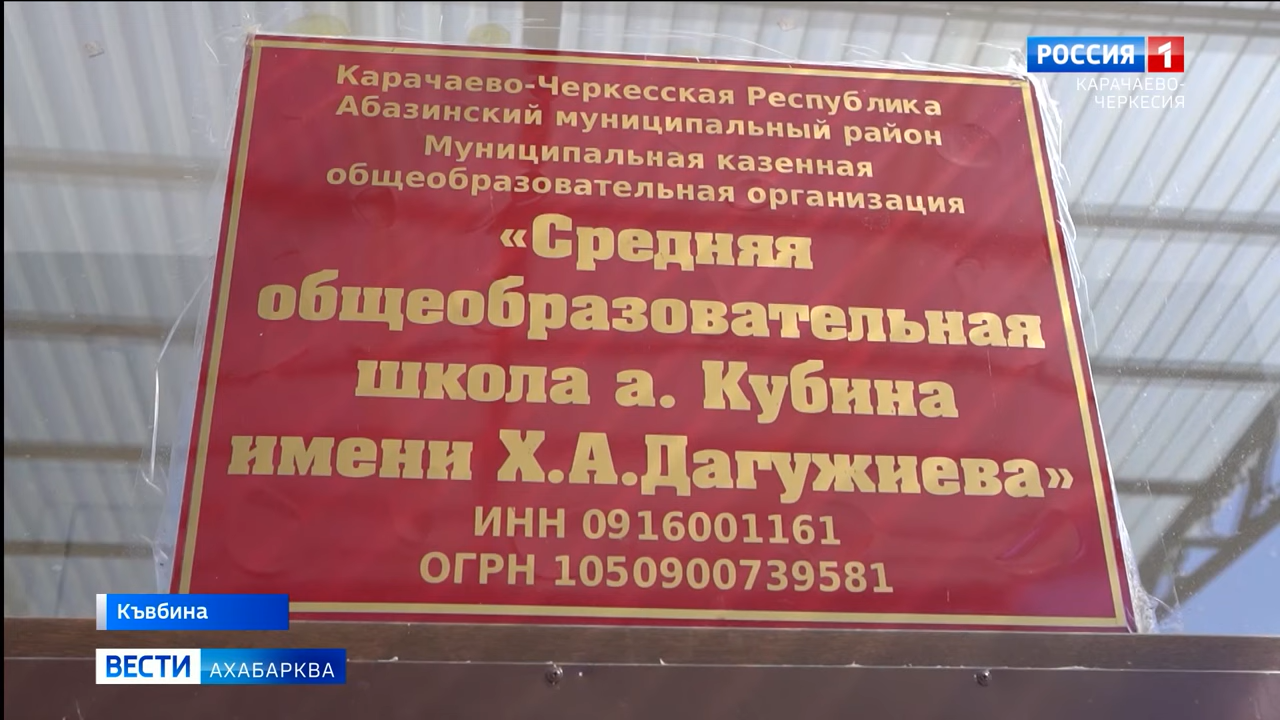 РОССИЯ 1
КАРАЧАЕВО-
ЧЕРКЕСИЯ
Карачаево-Черкесская Республика
Абазинский муниципальный район
Муниципальная казенная
общеобразовательная организация
«Средняя
общеобразовательная
школа а. Кубина
имени Х.А.Дагужиева»
ИНН 0916001161
ОГРН 1050900739581
Къвбина
ВЕСТИ АХАБАРКВА